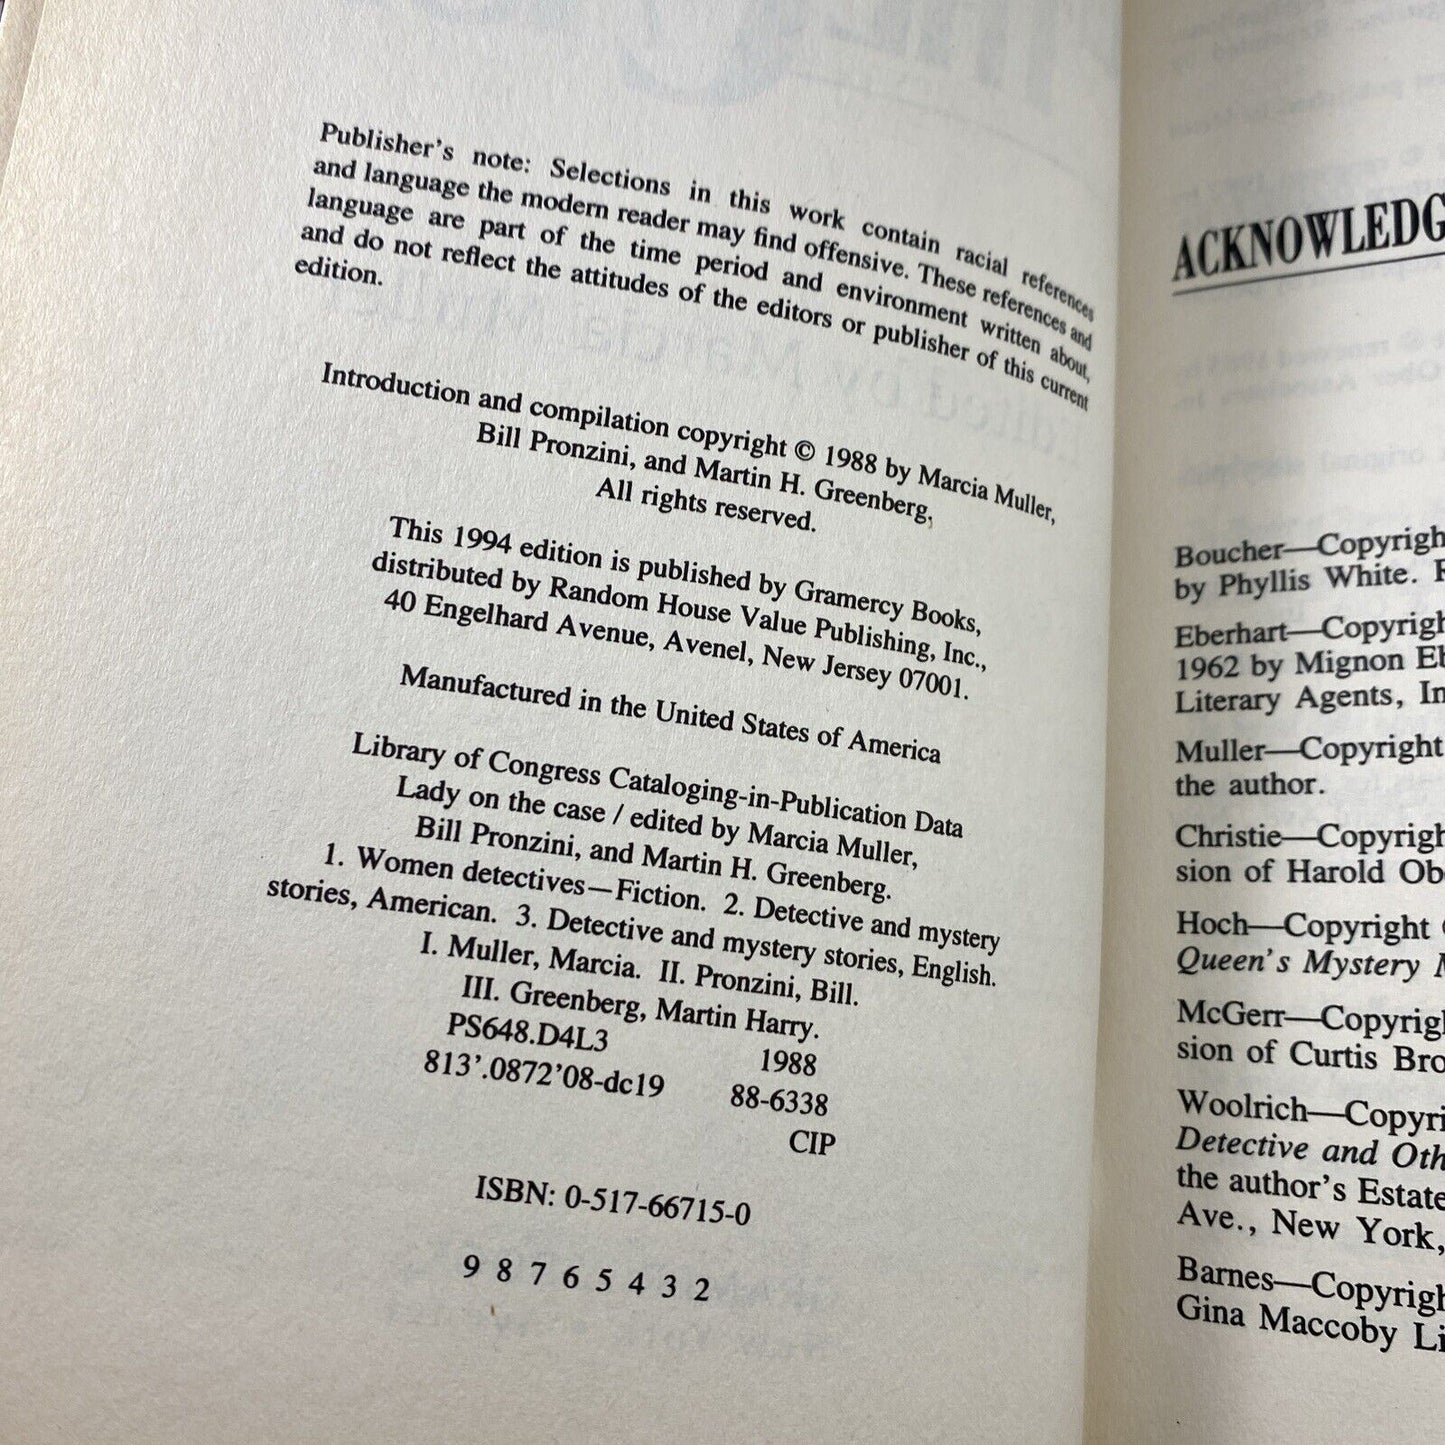 Publisher's note: Selections in this work contain racial references
and language the modern reader may find offensive. These references and
language are part of the time period and environment written about,
and do not reflect the attitudes of the editors or publisher of this current
edition.
Introduction and compilation copyright © 1988 by Marcia Muller,
Bill Pronzini, and Martin H. Greenberg,
All rights reserved.
This 1994 edition is published by Gramercy Books,
distributed by Random House Value Publishing, Inc.,
40 Engelhard Avenue, Avenel, New Jersey 07001.
Manufactured in the United States of America
Library of Congress Cataloging-in-Publication Data
Lady on the case / edited by Marcia Muller,
Bill Pronzini, and Martin H. Greenberg.
1. Women detectives—Fiction. 2. Detective and mystery
stories, American. 3. Detective and mystery stories, English.
I. Muller, Marcia. II. Pronzini, Bill.
III. Greenberg, Martin Harry.
PS648.D4L3 1988
813'.0872'08-dc19 88-6338
CIP
ISBN: 0-517-66715-0
9 8 7 6 5 4 3 2
ACKNOWLEDG
Boucher—Copyrigh
by Phyllis White.
Eberhart—Copyrigh
1962 by Mignon Eb
Literary Agents, In
Muller—Copyright
the author.
Christie—Copyrigh
sion of Harold Ob
Hoch—Copyright
Queen's Mystery
McGerr—Copyrigh
sion of Curtis Bro
Woolrich—Copyri
Detective and Oth
the author's Estate
Ave., New York,
Barnes—Copyrigh
Gina Maccoby Li